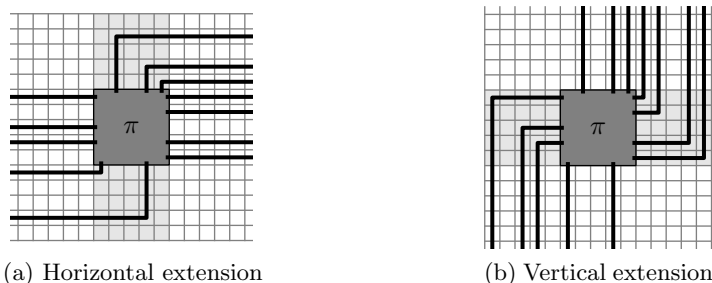 π
π
(a) Horizontal extension
(b) Vertical extension